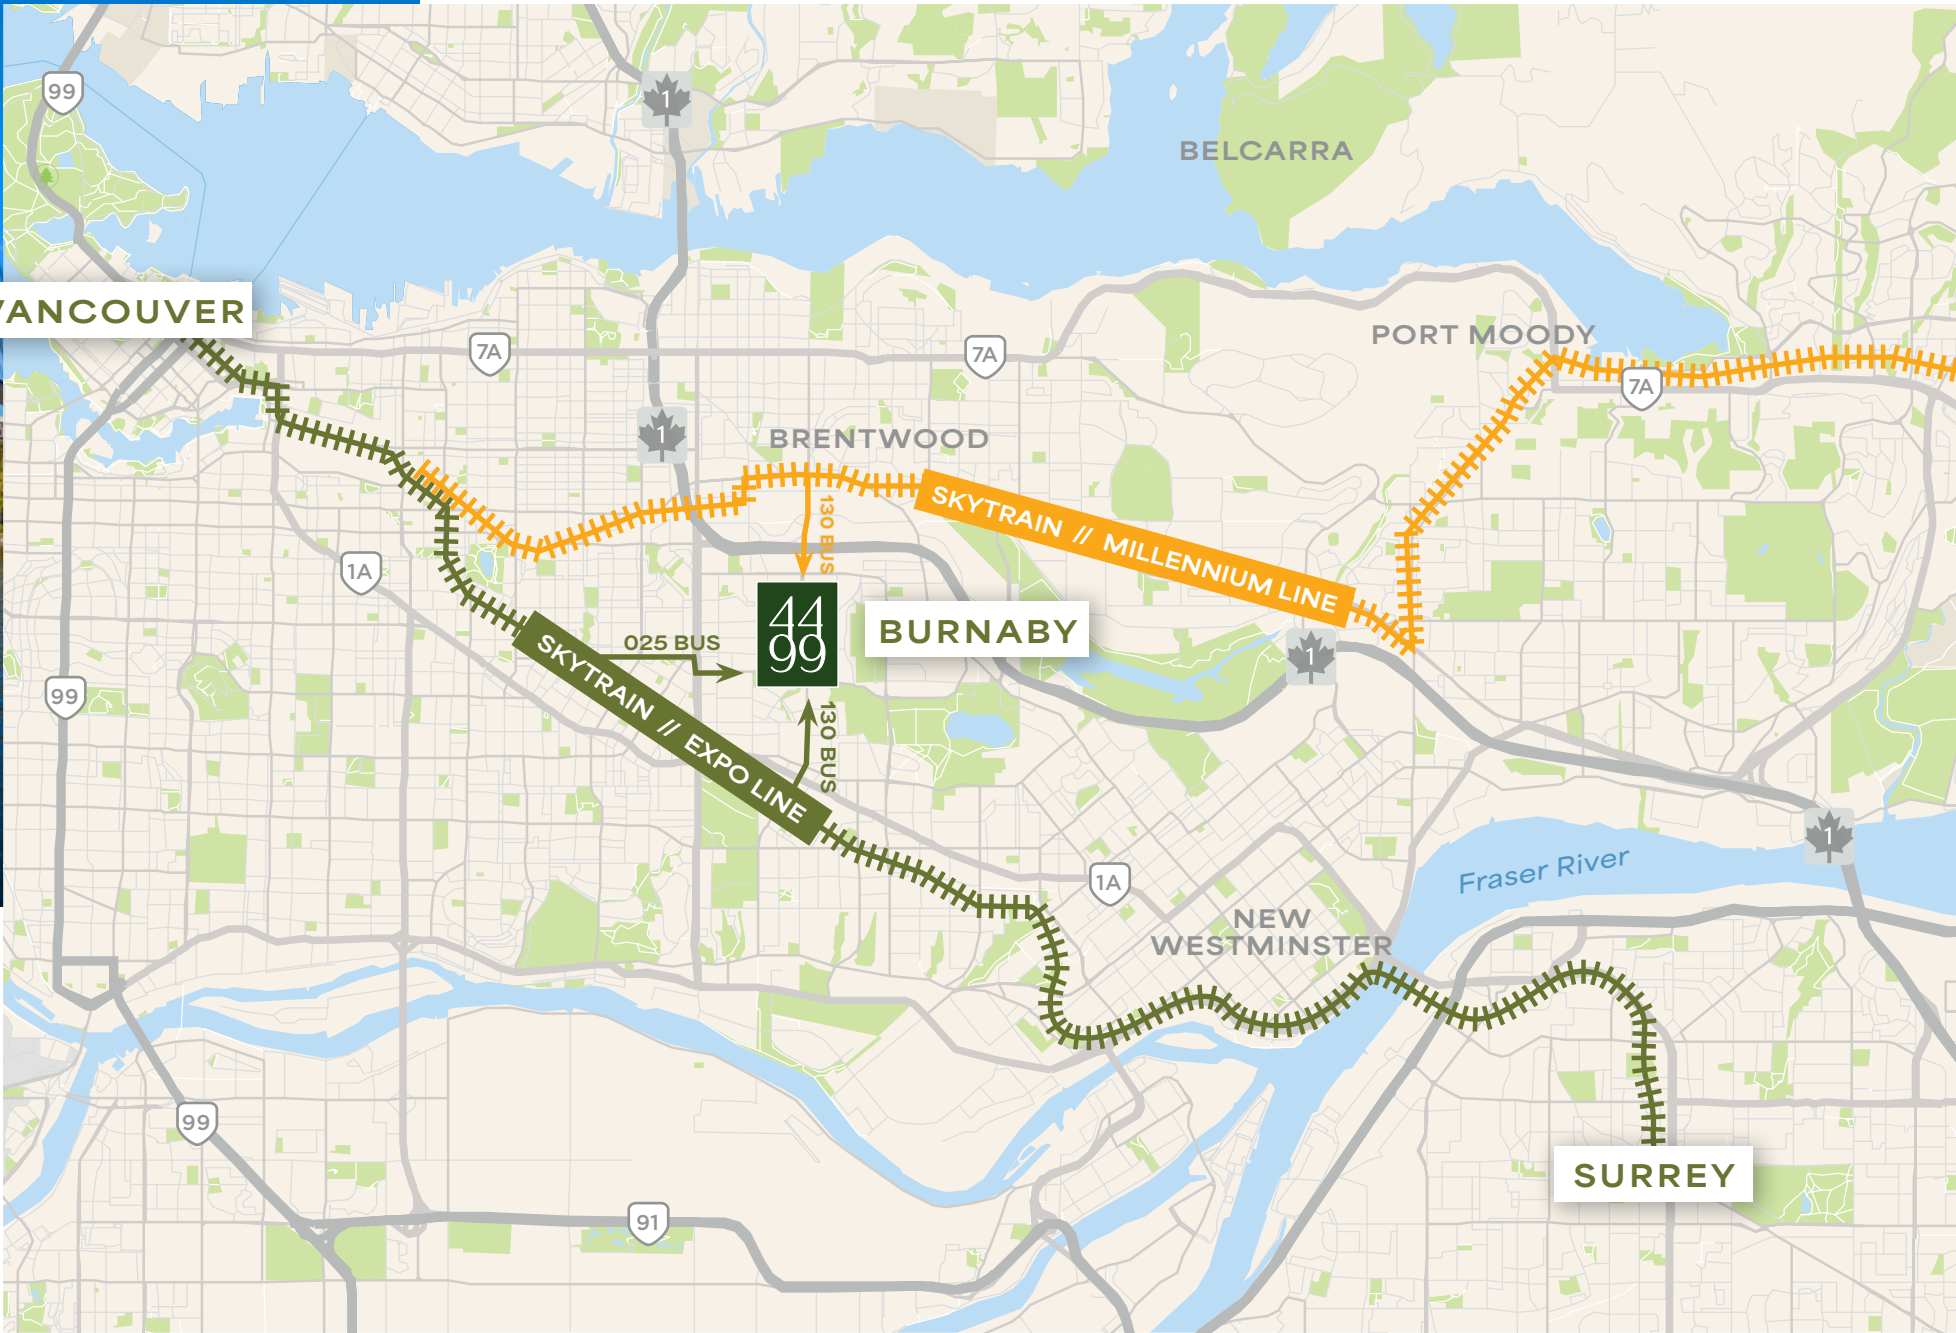 99
1
BELCARRA
VANCOUVER
7A
7A
PORT MOODY
7A
1
BRENTWOOD
SKYTRAIN // MILLENNIUM LINE
130 BUS
1A
44
99
BURNABY
025 BUS
1
SKYTRAIN // EXPO LINE
99
130 BUS
1
Fraser River
1A
NEW
WESTMINSTER
99
SURREY
91